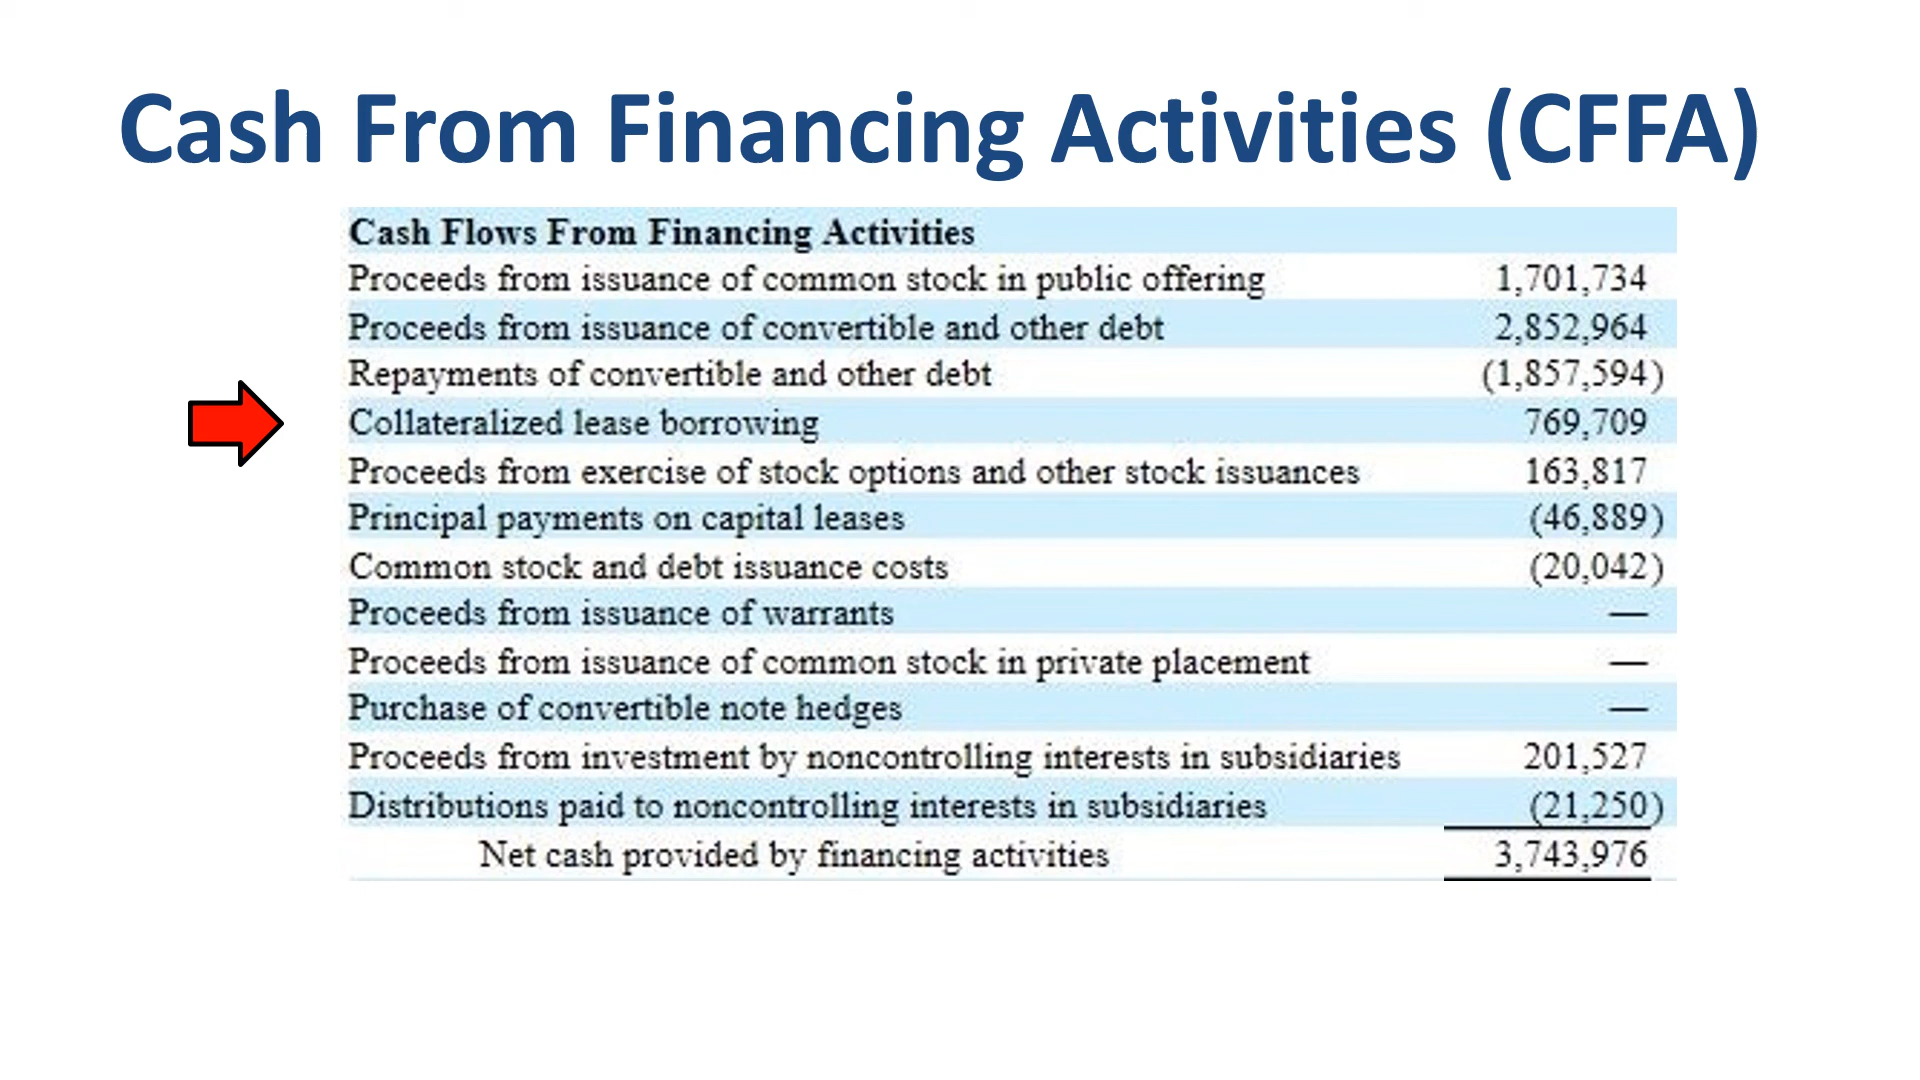 Cash From Financing Activities (CFFA)
Cash Flows From Financing Activities
Proceeds from issuance of common stock in public offering 1,701,734
Proceeds from issuance of convertible and other debt 2,852,964
Repayments of convertible and other debt (1,857,594)
Collateralized lease borrowing 769,709
Proceeds from exercise of stock options and other stock issuances 163,817
Principal payments on capital leases (46,889)
Common stock and debt issuance costs (20,042)
Proceeds from issuance of warrants —
Proceeds from issuance of common stock in private placement —
Purchase of convertible note hedges —
Proceeds from investment by noncontrolling interests in subsidiaries 201,527
Distributions paid to noncontrolling interests in subsidiaries (21,250)
Net cash provided by financing activities 3,743,976